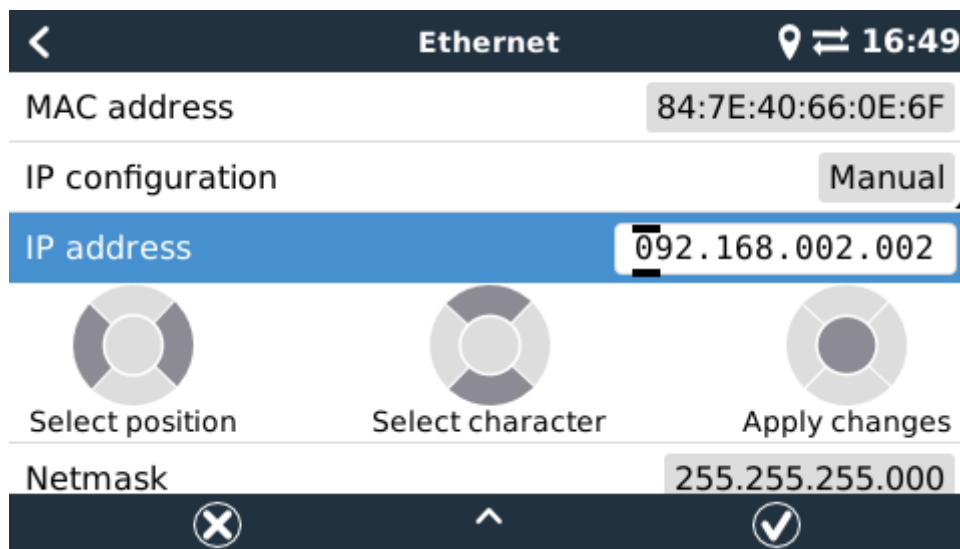 Ethernet 16:49
MAC address 84:7E:40:66:0E:6F
IP configuration Manual
IP address 092.168.002.002
Select position Select character Apply changes
Netmask 255.255.255.000